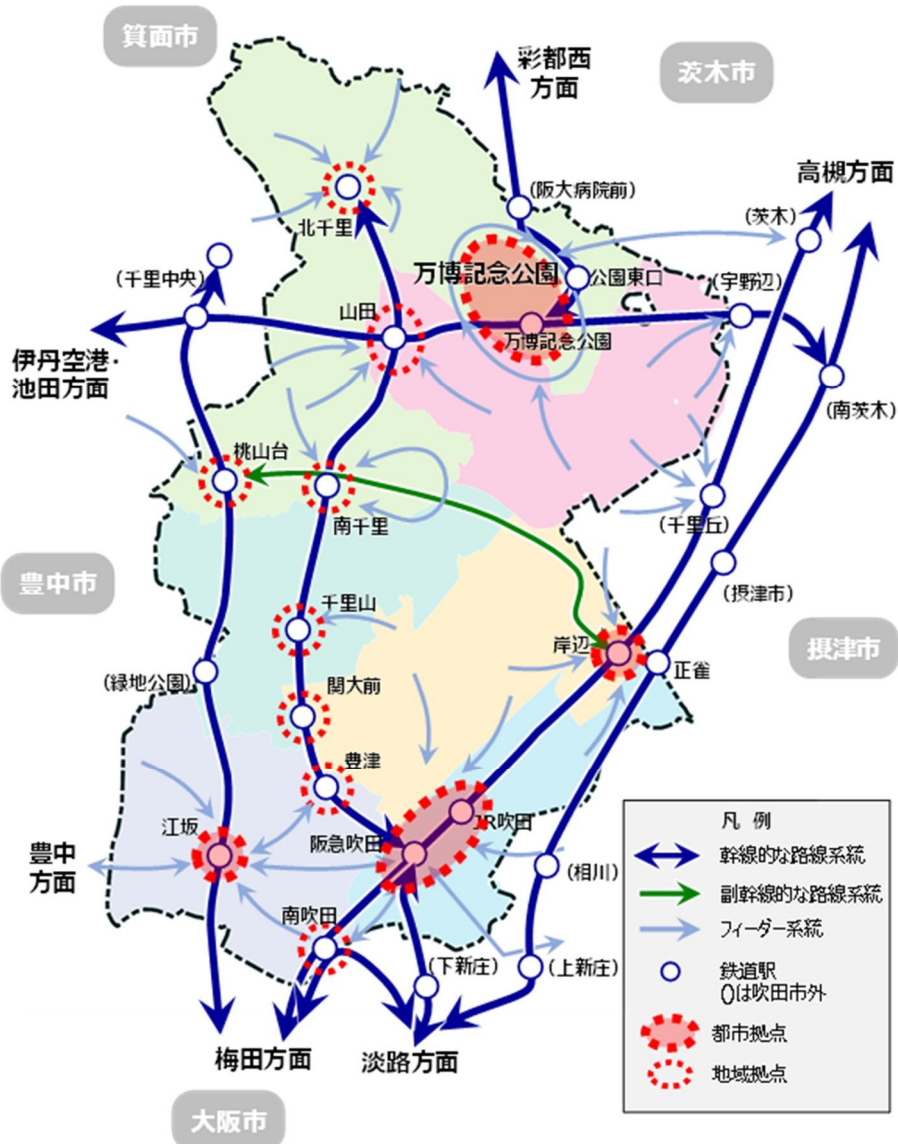 箕面市
彩都西
方面
茨木市
高槻方面
(阪大病院前)
(茨木)
北千里
(千里中央)
万博記念公園
公園東口
(宇野辺)
山田
万博記念公園
伊丹空港・
池田方面
(南茨木)
桃山台
南千里
(千里丘)
豊中市
千里山
(摂津市)
岸辺
摂津市
正雀
(緑地公園)
関大前
豊津
江坂
JR吹田
阪急吹田
豊中
方面
(相川)
南吹田
(下新庄)
(上新庄)
梅田方面
淡路方面
大阪市
凡 例
幹線的な路線系統
副幹線的な路線系統
フィーダー系統
鉄道駅
()は吹田市外
都市拠点
地域拠点